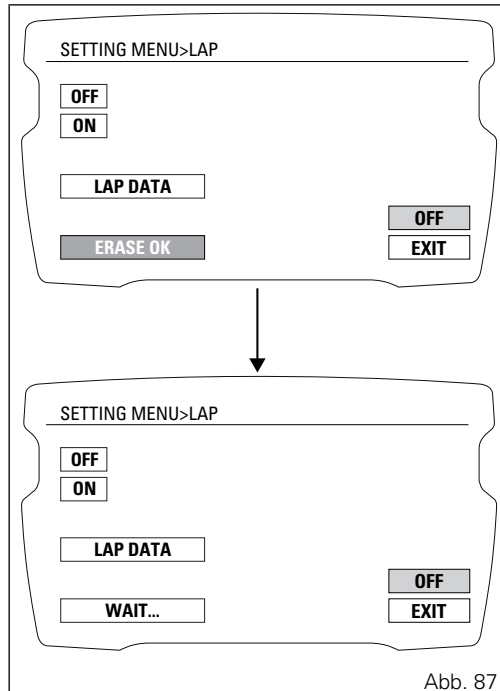 SETTING MENU>LAP
OFF
ON
LAP DATA
OFF
ERASE OK
EXIT
SETTING MENU>LAP
OFF
ON
LAP DATA
OFF
WAIT...
EXIT
Abb. 87